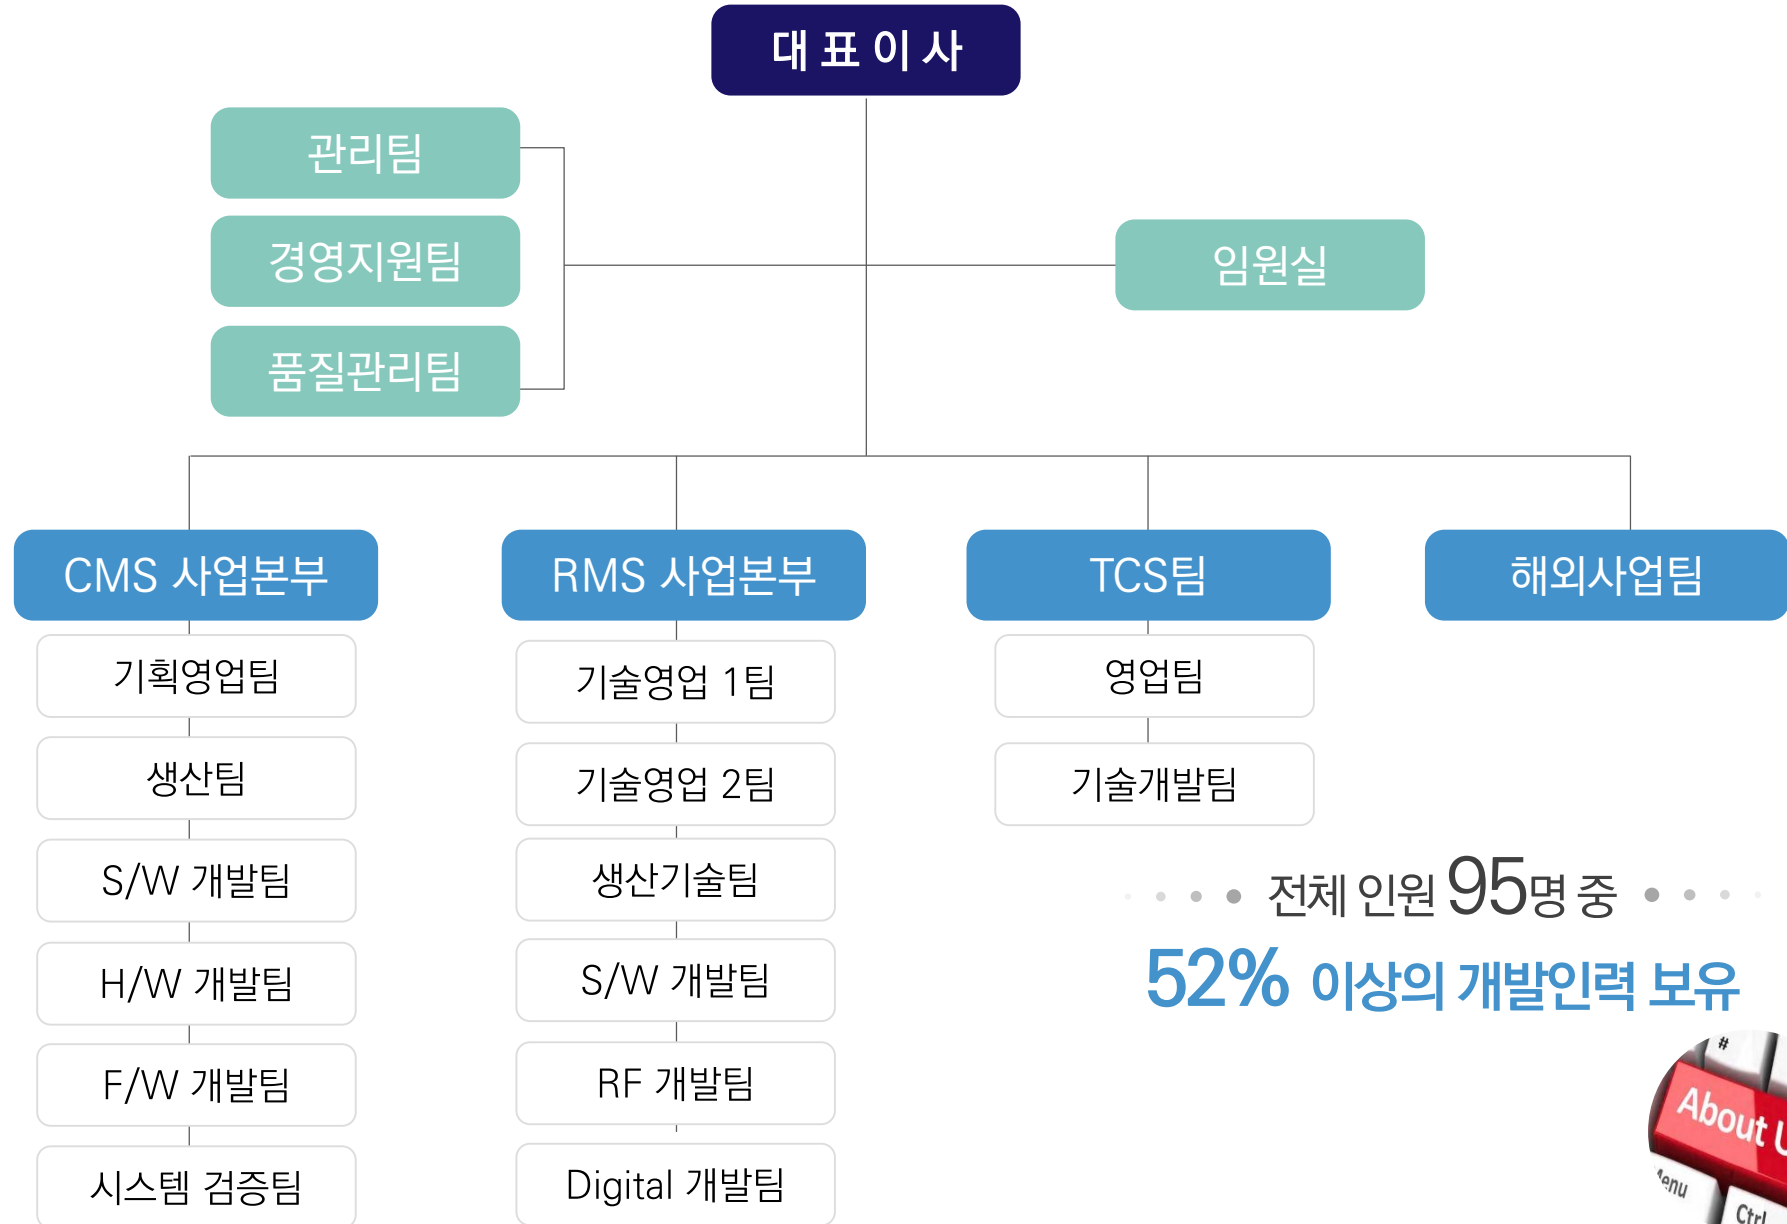 대표이사
관리팀
경영지원팀
품질관리팀
임원실
CMS 사업본부
기획영업팀
생산팀
S/W 개발팀
H/W 개발팀
F/W 개발팀
시스템 검증팀
RMS 사업본부
기술영업 1팀
기술영업 2팀
생산기술팀
S/W 개발팀
RF 개발팀
Digital 개발팀
TCS팀
영업팀
기술개발팀
해외사업팀
전체 인원 95명 중
52% 이상의 개발인력 보유
#
About U
Menu
Ctrl